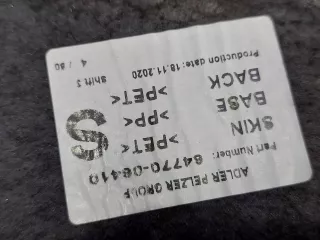 ADLER PELZER GROUP
Part Number: 64770-06410
SKIN >PET<
BASE >PP<
BACK >PET<
S
Production date: 18.11.2020 Shift 3
4 / 80